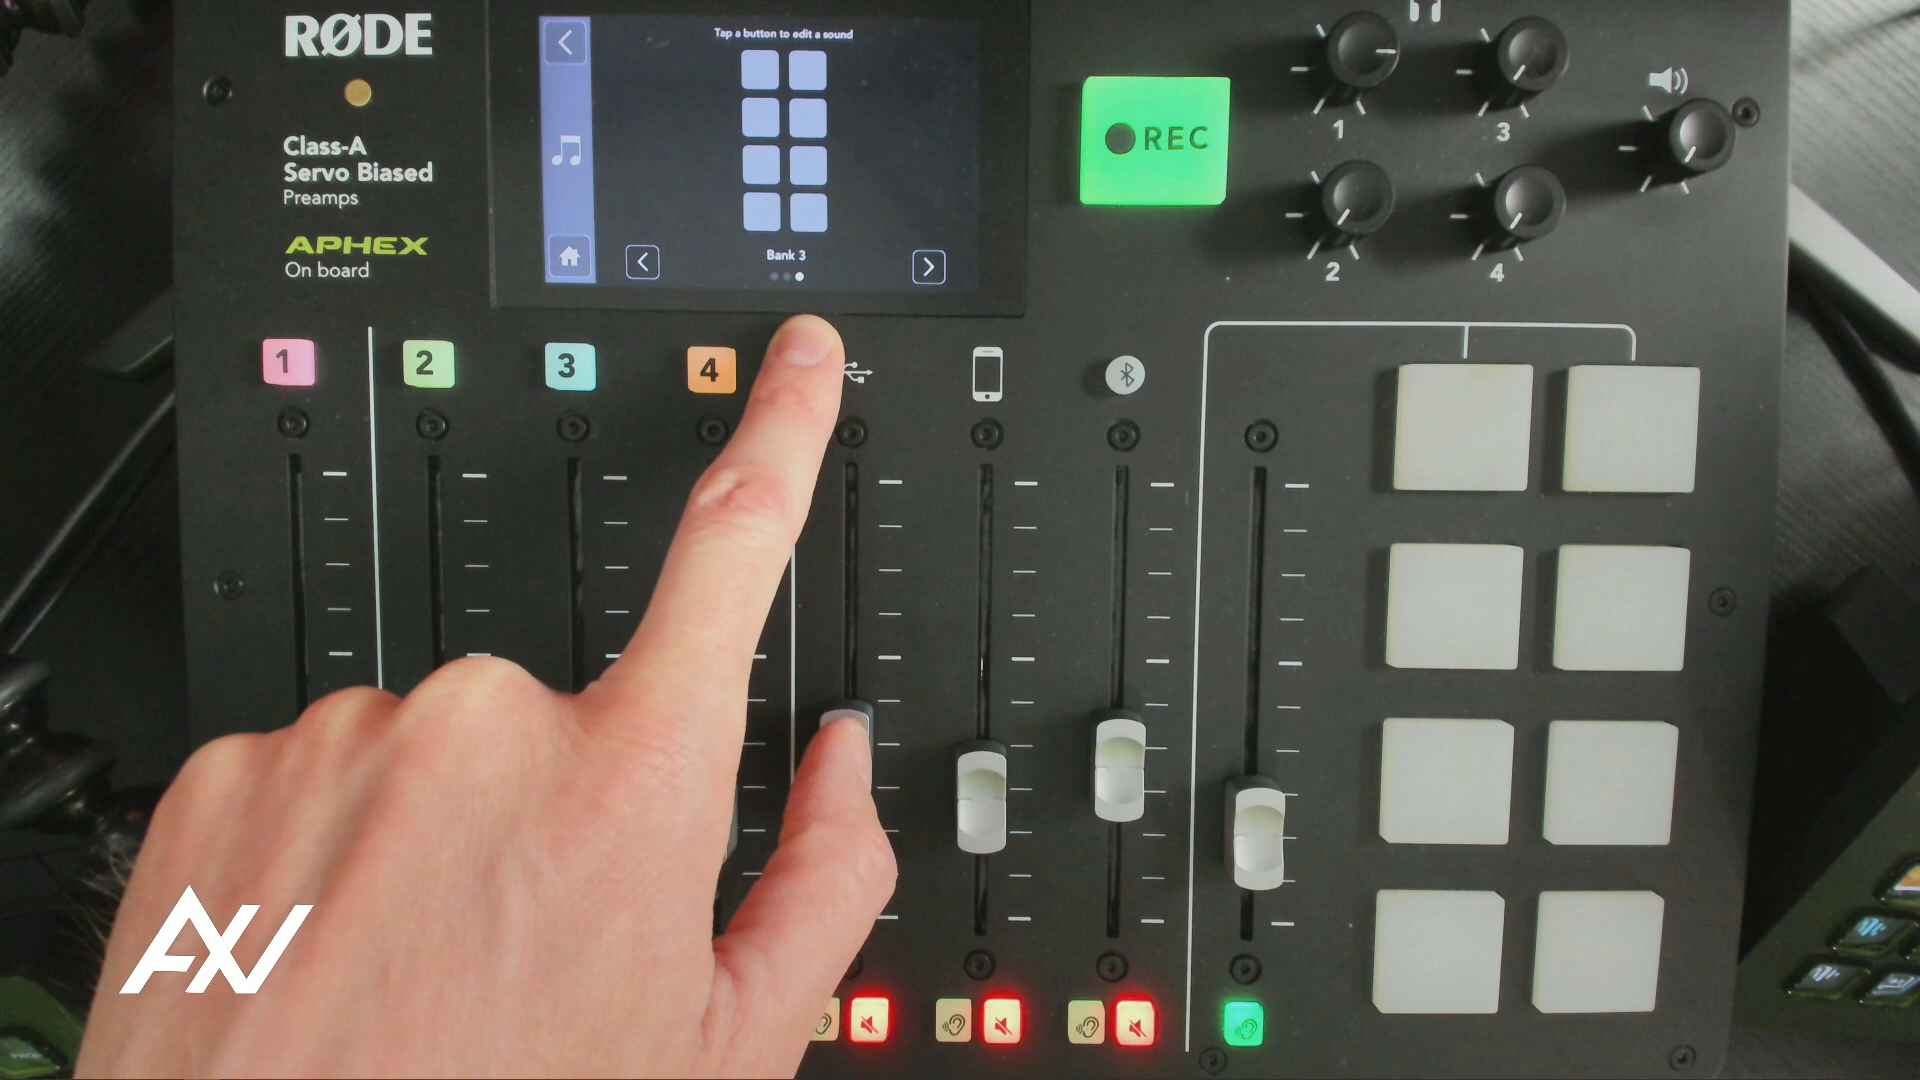 RØDE
Class-A
Servo Biased
Preamps
APHEX
On board
Tap a button to edit a sound
Bank 3
REC
1
3
2
4
1
2
3
4
AV